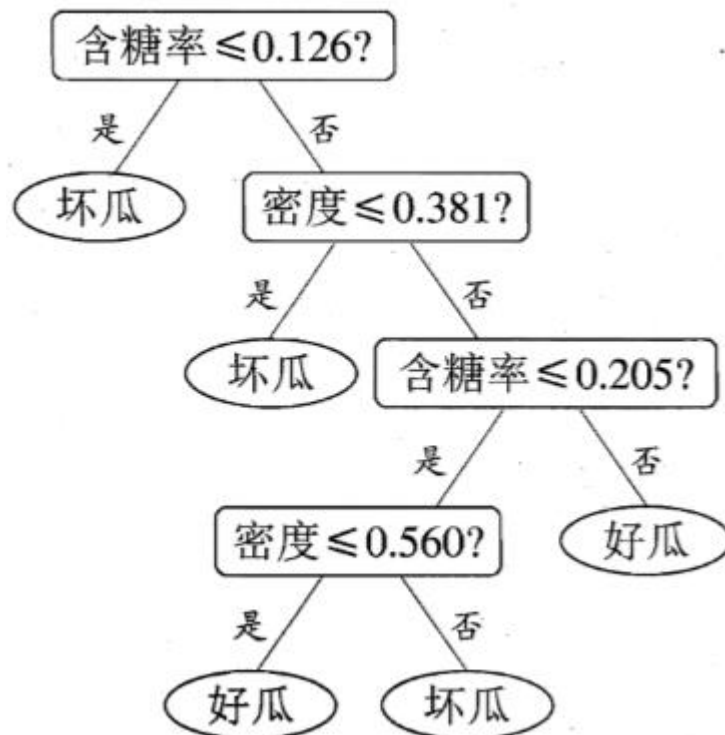 含糖率≤0.126?
是 否
坏瓜 密度≤0.381?
是 否
坏瓜 含糖率≤0.205?
是 否
密度≤0.560? 好瓜
是 否
好瓜 坏瓜